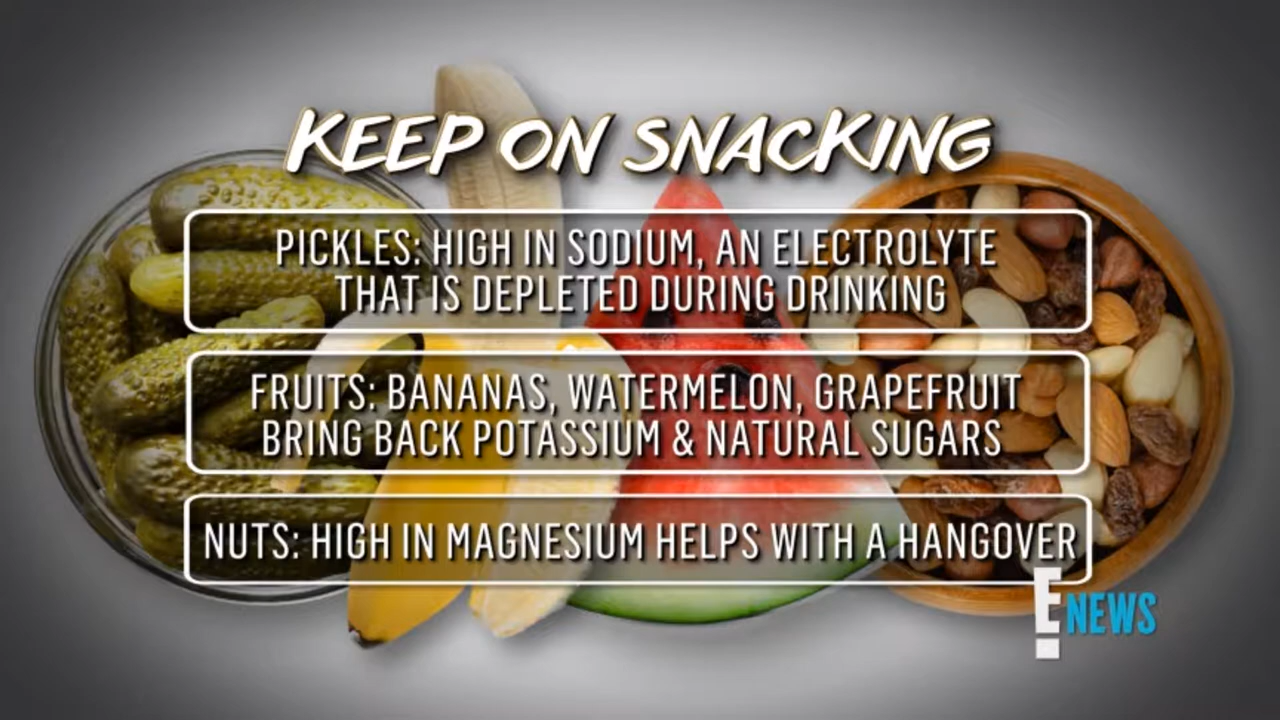 KEEP ON SNACKING
PICKLES: HIGH IN SODIUM, AN ELECTROLYTE
THAT IS DEPLETED DURING DRINKING
FRUITS: BANANAS, WATERMELON, GRAPEFRUIT
BRING BACK POTASSIUM & NATURAL SUGARS
NUTS: HIGH IN MAGNESIUM HELPS WITH A HANGOVER
E! NEWS